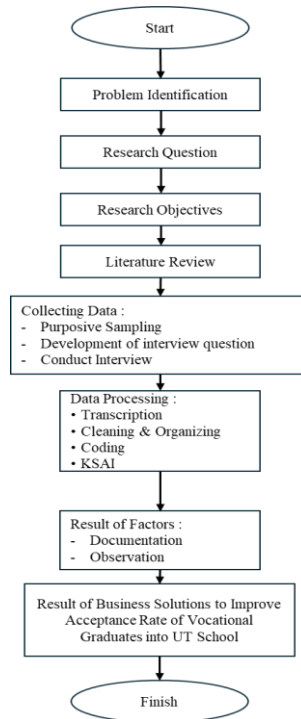 Start
Problem Identification
Research Question
Research Objectives
Literature Review
Collecting Data :
- Purposive Sampling
- Development of interview question
- Conduct Interview
Data Processing :
• Transcription
• Cleaning & Organizing
• Coding
• KSAI
Result of Factors :
- Documentation
- Observation
Result of Business Solutions to Improve
Acceptance Rate of Vocational
Graduates into UT School
Finish